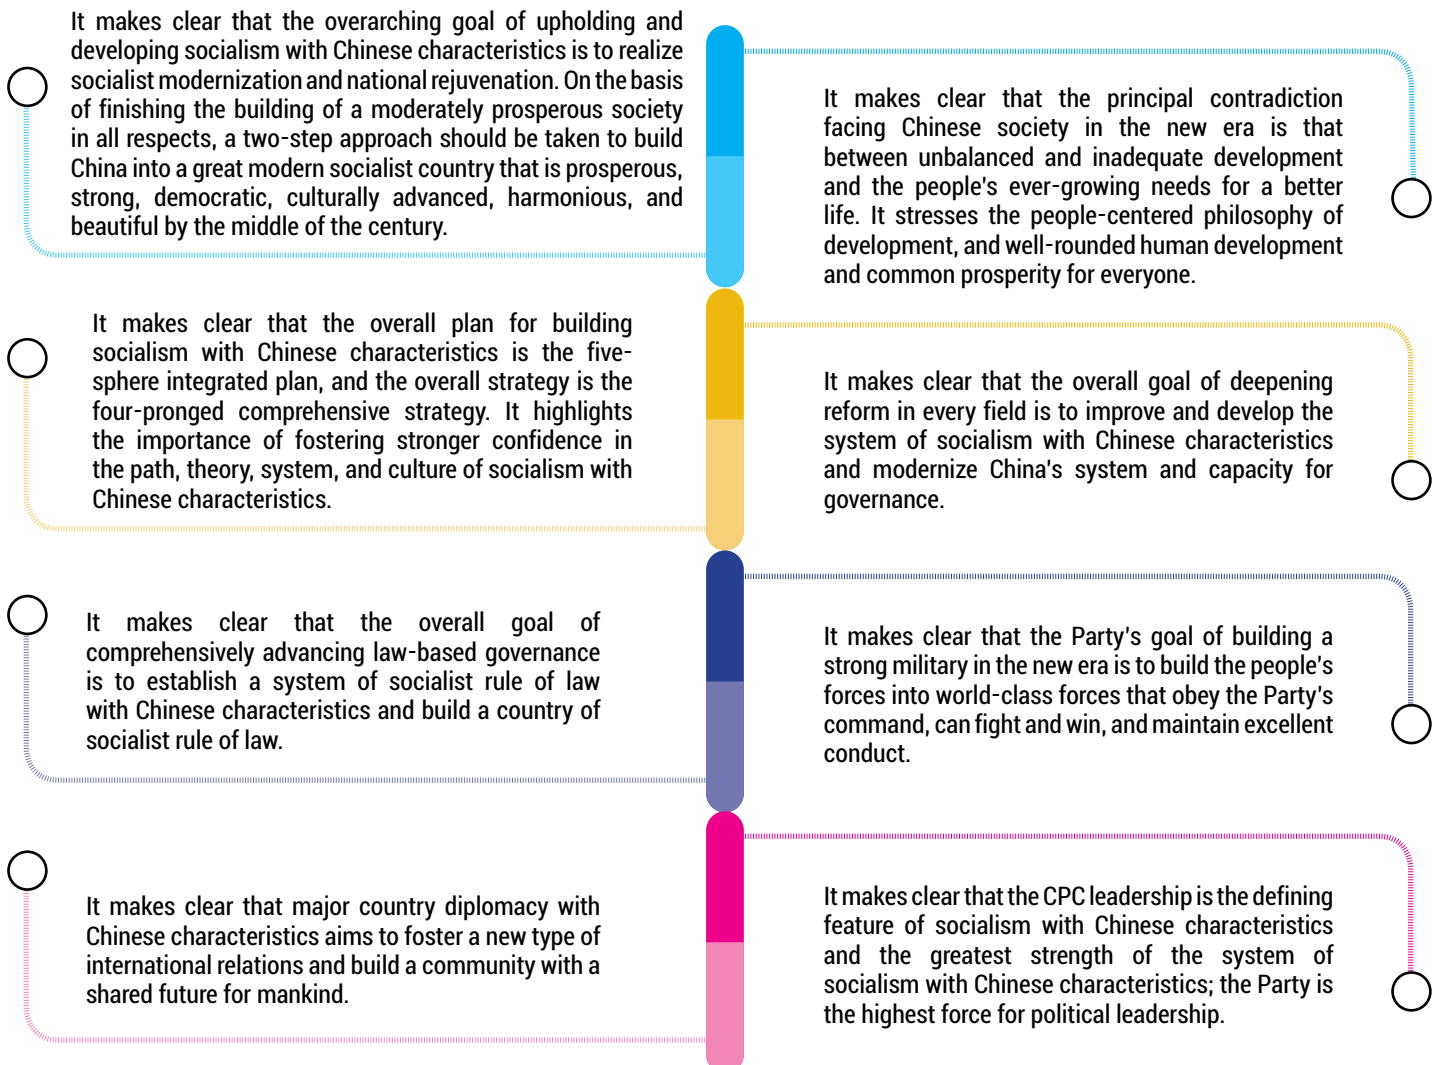 It makes clear that the overarching goal of upholding and
developing socialism with Chinese characteristics is to realize
socialist modernization and national rejuvenation. On the basis
of finishing the building of a moderately prosperous society
in all respects, a two-step approach should be taken to build
China into a great modern socialist country that is prosperous,
strong, democratic, culturally advanced, harmonious, and
beautiful by the middle of the century.
It makes clear that the principal contradiction
facing Chinese society in the new era is that
between unbalanced and inadequate development
and the people's ever-growing needs for a better
life. It stresses the people-centered philosophy of
development, and well-rounded human development
and common prosperity for everyone.
It makes clear that the overall plan for building
socialism with Chinese characteristics is the five-
sphere integrated plan, and the overall strategy is the
four-pronged comprehensive strategy. It highlights
the importance of fostering stronger confidence in
the path, theory, system, and culture of socialism with
Chinese characteristics.
It makes clear that the overall goal of deepening
reform in every field is to improve and develop the
system of socialism with Chinese characteristics
and modernize China's system and capacity for
governance.
It makes clear that the overall goal of
comprehensively advancing law-based governance
is to establish a system of socialist rule of law
with Chinese characteristics and build a country of
socialist rule of law.
It makes clear that the Party's goal of building a
strong military in the new era is to build the people's
forces into world-class forces that obey the Party's
command, can fight and win, and maintain excellent
conduct.
It makes clear that major country diplomacy with
Chinese characteristics aims to foster a new type of
international relations and build a community with a
shared future for mankind.
It makes clear that the CPC leadership is the defining
feature of socialism with Chinese characteristics
and the greatest strength of the system of
socialism with Chinese characteristics; the Party is
the highest force for political leadership.